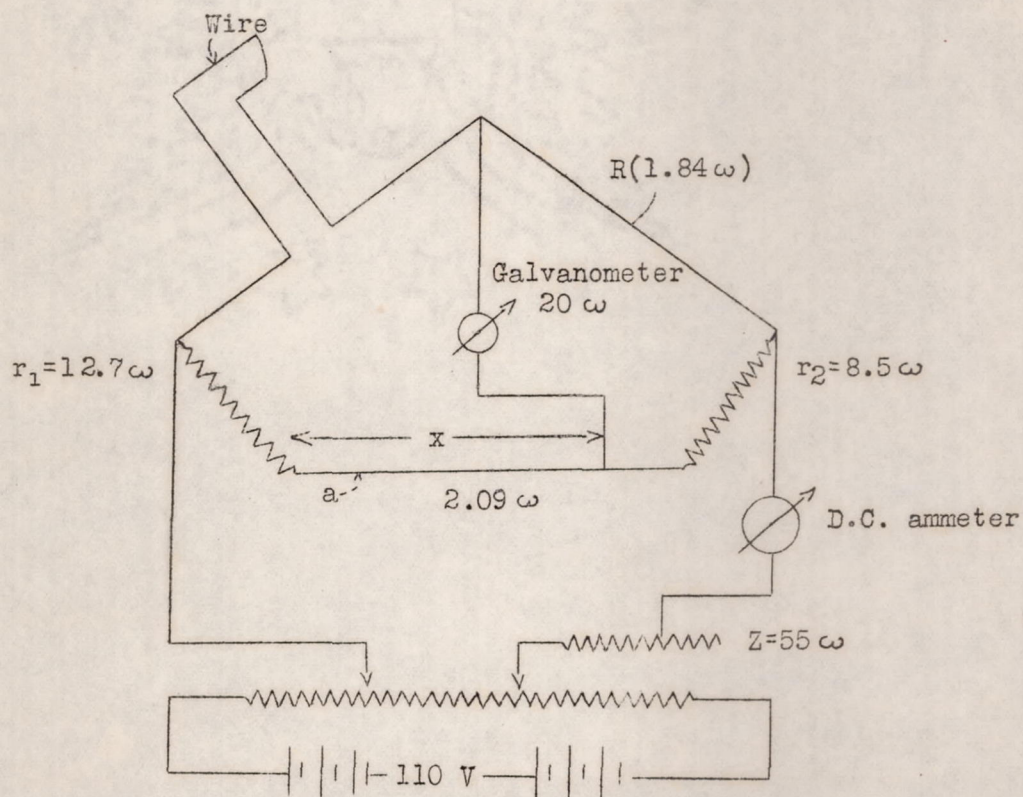 Wire
R(1.84 ω)
Galvanometer
20 ω
r₁=12.7 ω
r₂=8.5 ω
x
a
2.09 ω
D.C. ammeter
Z=55 ω
110 V